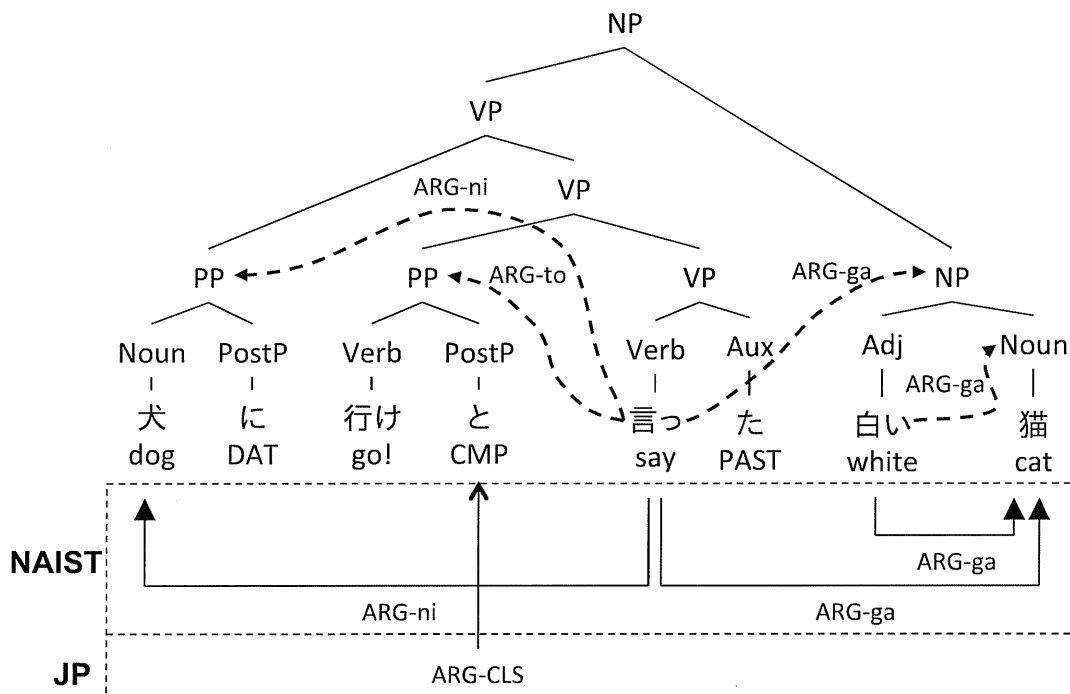 NP
VP
ARG-ni VP
PP PP ARG-to VP ARG-ga NP
Noun PostP Verb PostP Verb Aux Adj Noun
ARG-ga
犬 に 行け と 言っ た 白い 猫
dog DAT go! CMP say PAST white cat
NAIST ARG-ga
ARG-ni ARG-ga
JP ARG-CLS